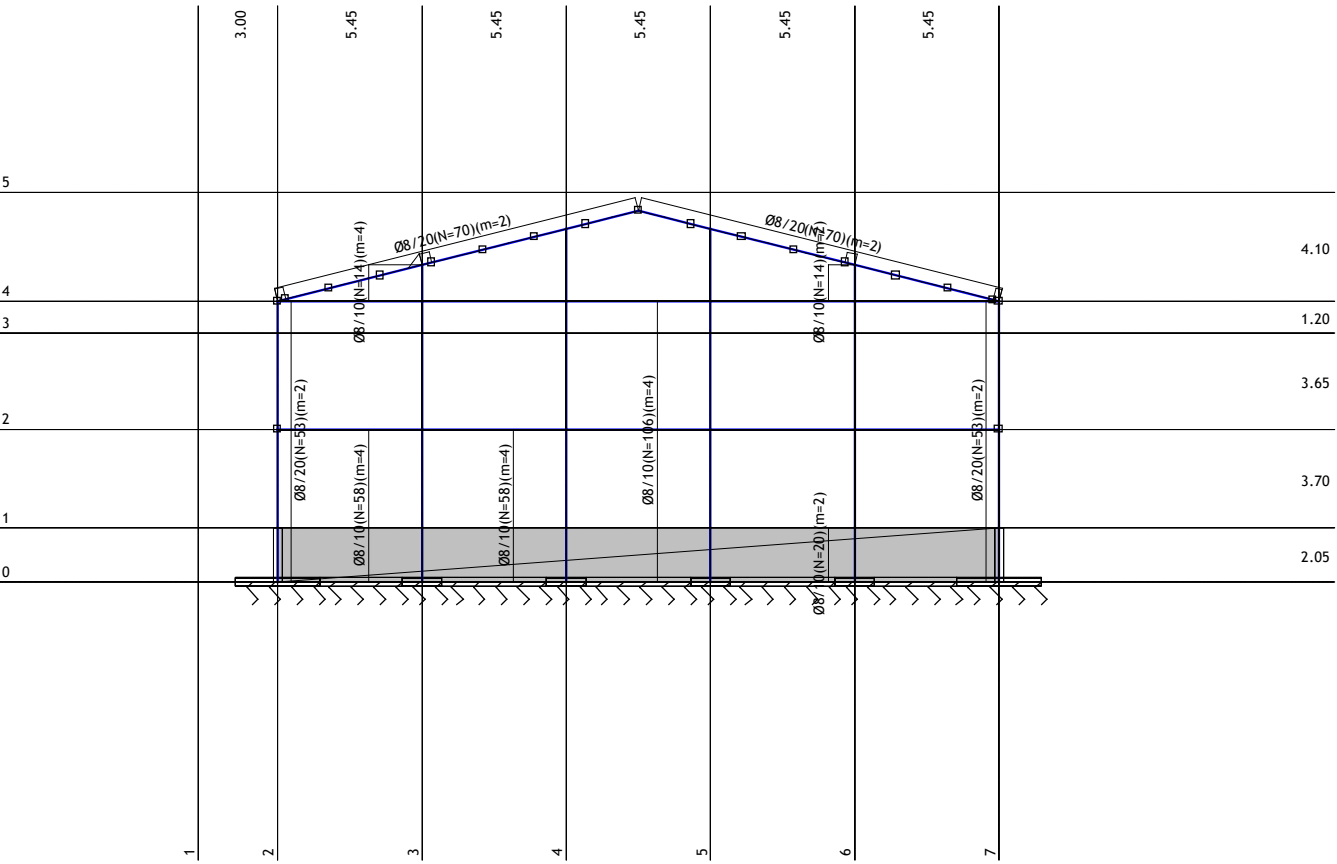 3.00
5.45
5.45
5.45
5.45
5.45
5
4.10
Ø8/20(N=70)(m=2)
Ø8/20(N=70)(m=2)
Ø8/10(N=14)(m=4)
Ø8/10(N=14)(m=2)
4
1.20
3
3.65
2
Ø8/20(N=53)(m=2)
Ø8/10(N=58)(m=4)
Ø8/10(N=58)(m=4)
Ø8/10(N=106)(m=4)
Ø8/10(N=20)(m=2)
Ø8/20(N=53)(m=2)
3.70
1
2.05
0
1
2
3
4
5
6
7